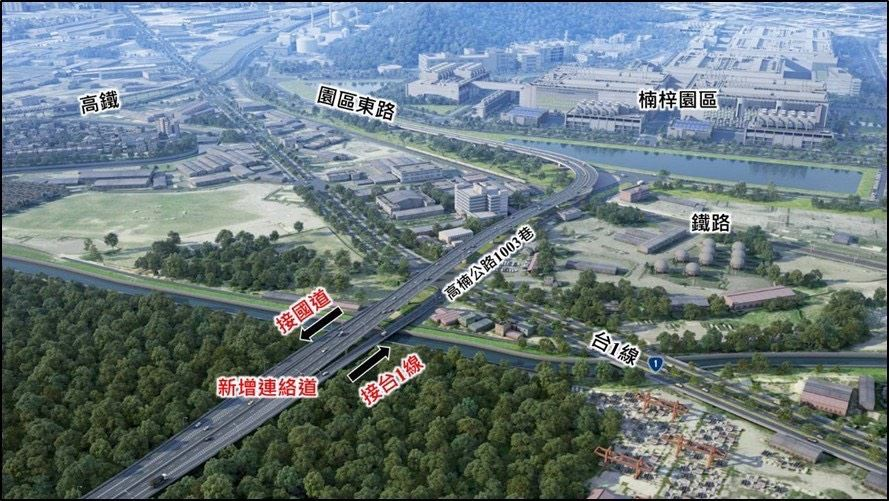 高鐵
園區東路
楠梓園區
鐵路
高楠公路1003巷
接國道
台1線
1
新增連絡道
接台1線